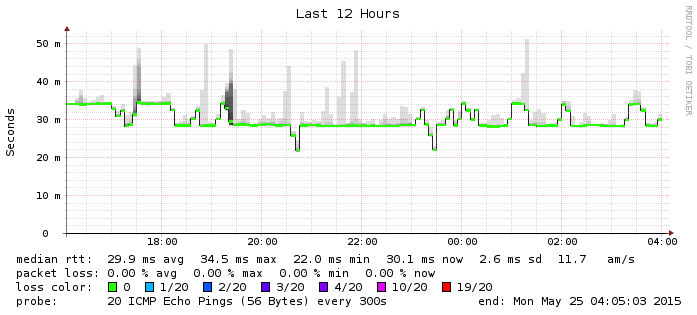 Last 12 Hours
RRDTOOL / TOBI OETIKER
Seconds
50 m
40 m
30 m
20 m
10 m
0
18:00 20:00 22:00 00:00 02:00 04:00
median rtt: 29.9 ms avg 34.5 ms max 22.0 ms min 30.1 ms now 2.6 ms sd 11.7 am/s
packet loss: 0.00 % avg 0.00 % max 0.00 % min 0.00 % now
loss color: 0 1/20 2/20 3/20 4/20 10/20 19/20
probe: 20 ICMP Echo Pings (56 Bytes) every 300s end: Mon May 25 04:05:03 2015